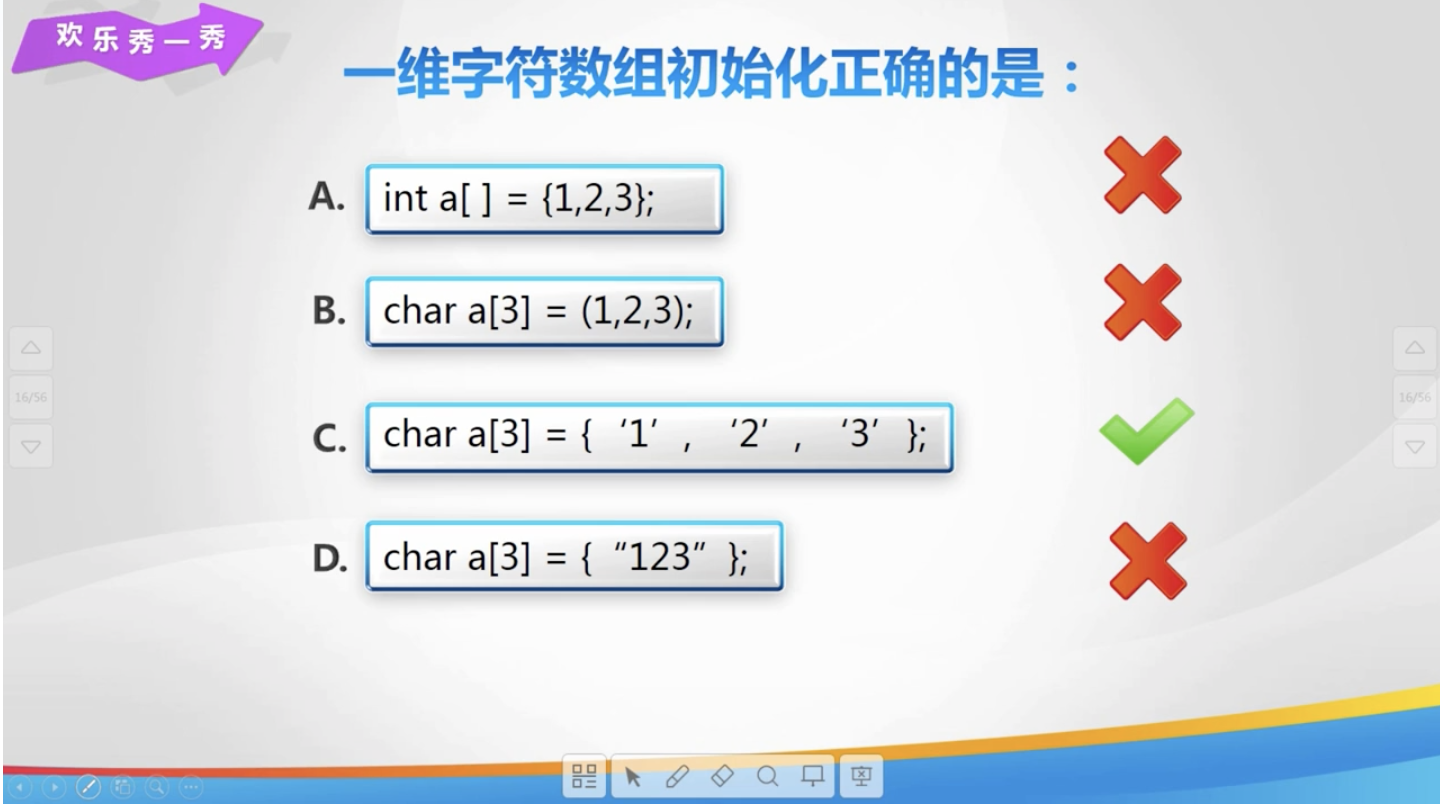 欢乐秀一秀
一维字符数组初始化正确的是：
A. int a[ ] = {1,2,3};
B. char a[3] = (1,2,3);
C. char a[3] = { ‘1’ , ‘2’ , ‘3’ };
D. char a[3] = { “123” };
16/56
16/56